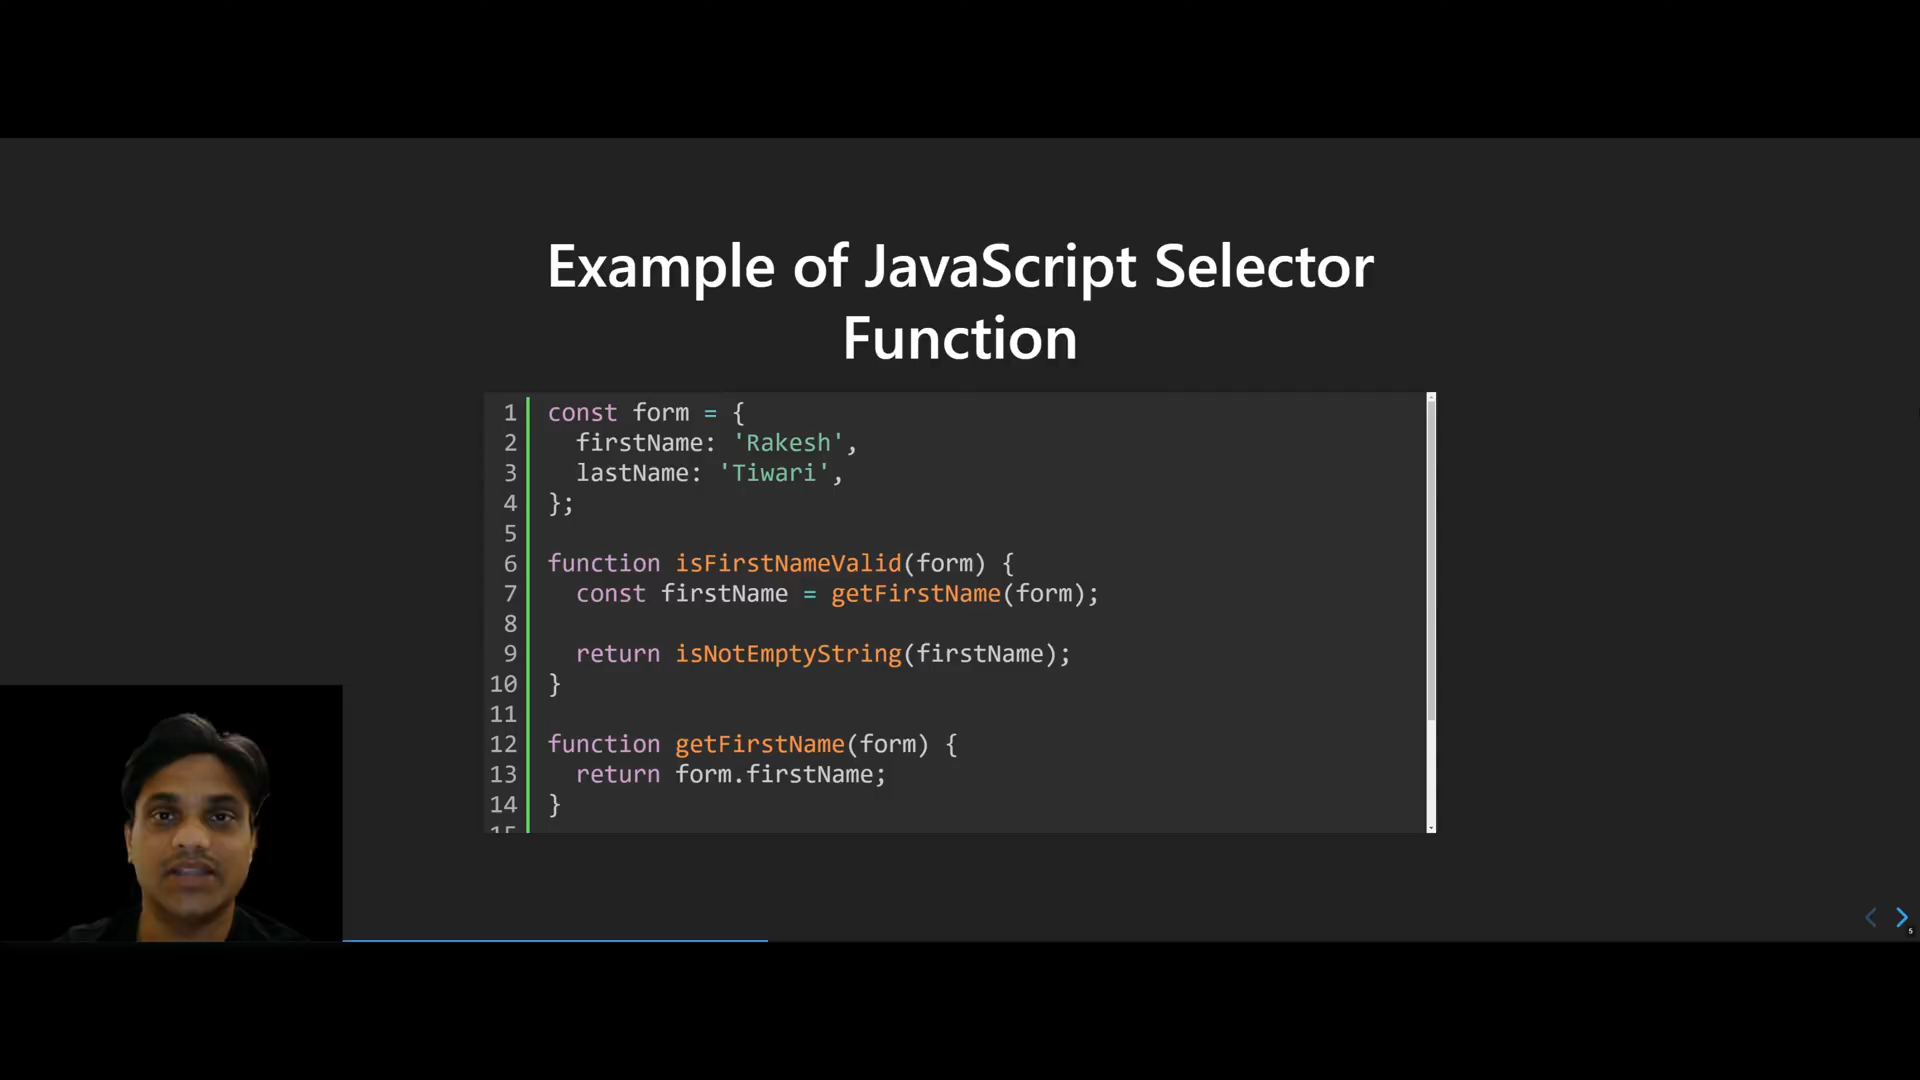 Example of JavaScript Selector
Function
1 const form = {
2   firstName: 'Rakesh',
3   lastName: 'Tiwari',
4 };
5
6 function isFirstNameValid(form) {
7   const firstName = getFirstName(form);
8
9   return isNotEmptyString(firstName);
10 }
11
12 function getFirstName(form) {
13   return form.firstName;
14 }
15
5